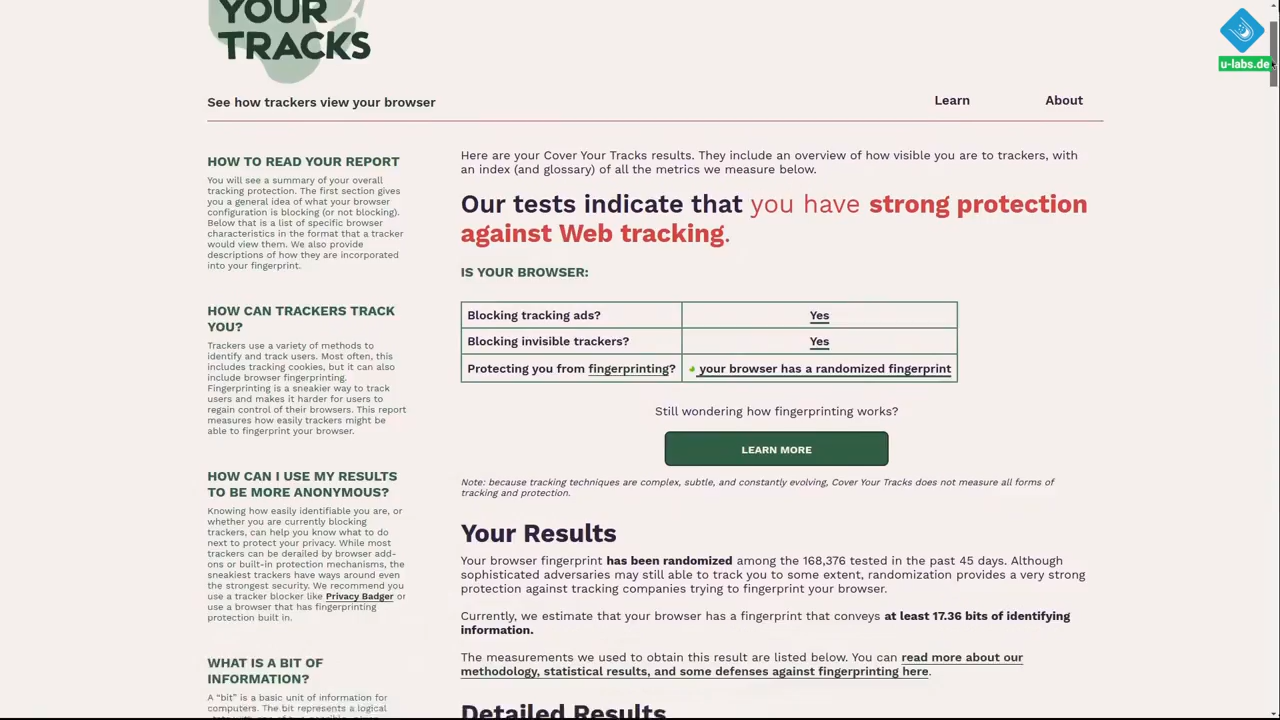 YOUR
TRACKS
u-labs.de
See how trackers view your browser
Learn
About
HOW TO READ YOUR REPORT
You will see a summary of your overall
tracking protection. The first section gives
you a general idea of what your browser
configuration is blocking (or not blocking).
Below that is a list of specific browser
characteristics in the format that a tracker
would view them. We also provide
descriptions of how they are incorporated
into your fingerprint.
HOW CAN TRACKERS TRACK
YOU?
Trackers use a variety of methods to
identify and track users. Most often, this
includes tracking cookies, but it can also
include browser fingerprinting.
Fingerprinting is a sneakier way to track
users and makes it harder for users to
regain control of their browsers. This report
measures how easily trackers might be
able to fingerprint your browser.
HOW CAN I USE MY RESULTS
TO BE MORE ANONYMOUS?
Knowing how easily identifiable you are, or
whether you are currently blocking
trackers, can help you know what to do
next to protect your privacy. While most
trackers can be derailed by browser add-
ons or built-in protection mechanisms, the
sneakiest trackers have ways around even
the strongest security. We recommend you
use a tracker blocker like Privacy Badger or
use a browser that has fingerprinting
protection built in.
WHAT IS A BIT OF
INFORMATION?
A “bit” is a basic unit of information for
computers. The bit represents a logical
Here are your Cover Your Tracks results. They include an overview of how visible you are to trackers, with
an index (and glossary) of all the metrics we measure below.
Our tests indicate that you have strong protection
against Web tracking.
IS YOUR BROWSER:
Blocking tracking ads? Yes
Blocking invisible trackers? Yes
Protecting you from fingerprinting? your browser has a randomized fingerprint
Still wondering how fingerprinting works?
LEARN MORE
Note: because tracking techniques are complex, subtle, and constantly evolving, Cover Your Tracks does not measure all forms of
tracking and protection.
Your Results
Your browser fingerprint has been randomized among the 168,376 tested in the past 45 days. Although
sophisticated adversaries may still able to track you to some extent, randomization provides a very strong
protection against tracking companies trying to fingerprint your browser.
Currently, we estimate that your browser has a fingerprint that conveys at least 17.36 bits of identifying
information.
The measurements we used to obtain this result are listed below. You can read more about our
methodology, statistical results, and some defenses against fingerprinting here.
Detailed Results